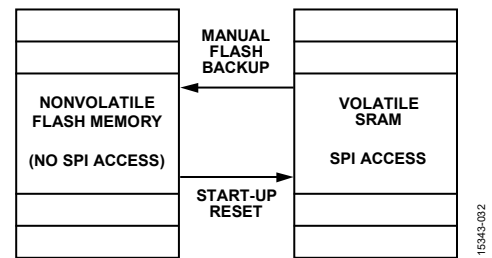 MANUAL
FLASH
BACKUP
NONVOLATILE
FLASH MEMORY
(NO SPI ACCESS)
VOLATILE
SRAM
SPI ACCESS
START-UP
RESET
15343-032